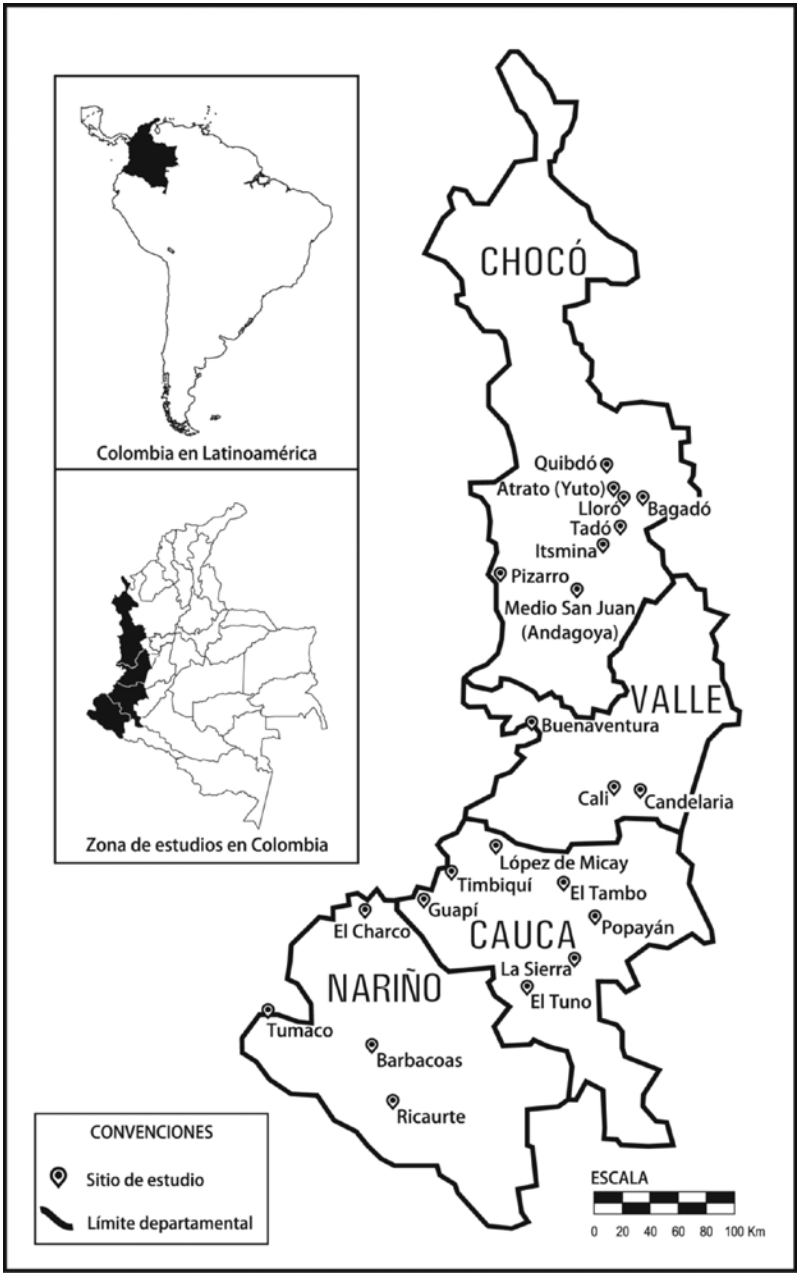 Colombia en Latinoamérica
Zona de estudios en Colombia
CHOCÓ
Quibdó
Atrato (Yuto)
Lloró
Bagadó
Tadó
Itsmina
Pizarro
Medio San Juan
(Andagoya)
VALLE
Buenaventura
Cali
Candelaria
López de Micay
Timbiquí
El Tambo
Guapí
Popayán
El Charco
CAUCA
La Sierra
NARIÑO
El Tuno
Tumaco
Barbacoas
Ricaurte
CONVENCIONES
Sitio de estudio
Límite departamental
ESCALA
0 20 40 60 80 100 Km